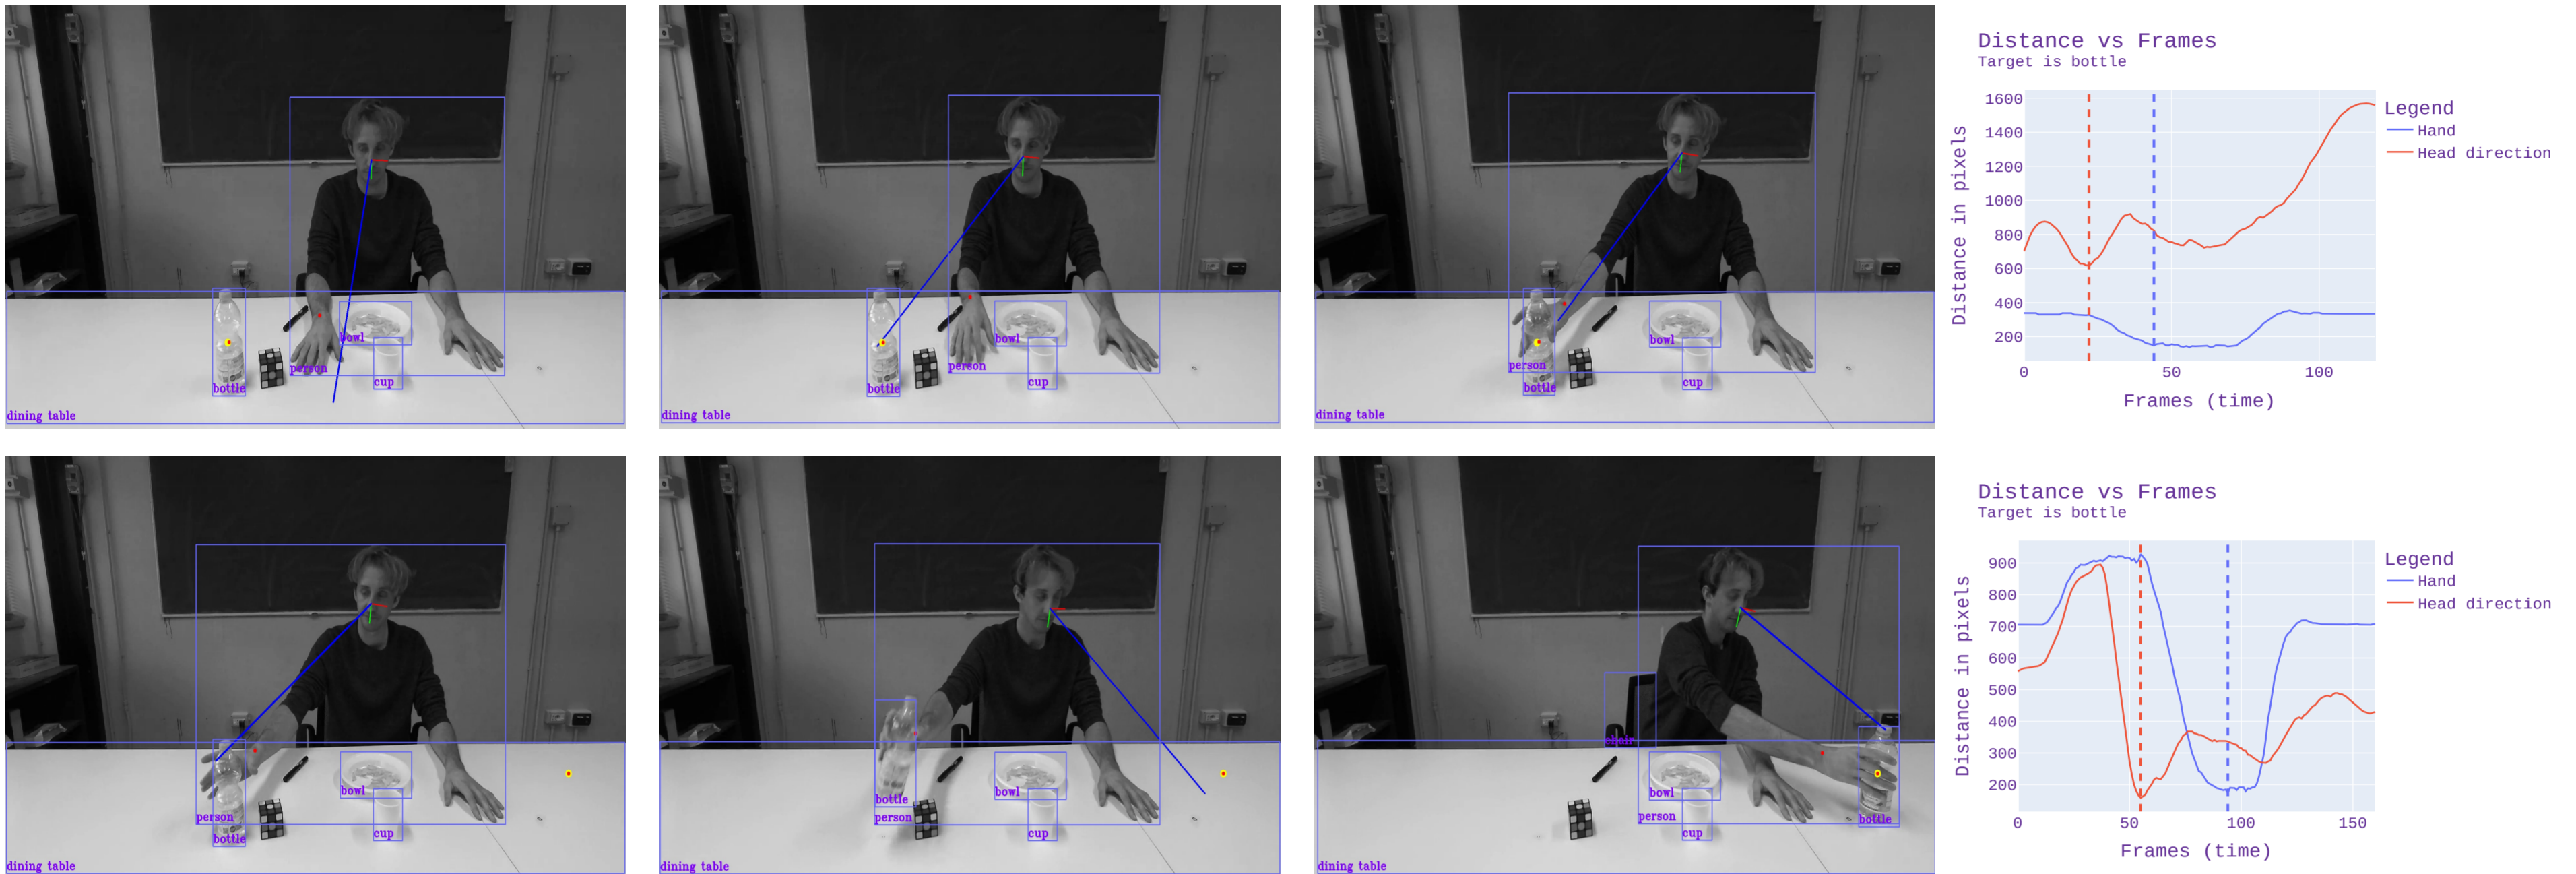 bowl
person
bottle
cup
dining table
bowl
person
bottle
cup
dining table
bowl
person
bottle
cup
dining table
Distance vs Frames
Target is bottle
1600
1400
1200
1000
800
600
400
200
0 50 100
Distance in pixels
Frames (time)
Legend
Hand
Head direction
bowl
person
bottle
cup
dining table
bowl
bottle
person
cup
dining table
chair
bowl
person
bottle
cup
dining table
Distance vs Frames
Target is bottle
900
800
700
600
500
400
300
200
0 50 100 150
Distance in pixels
Frames (time)
Legend
Hand
Head direction